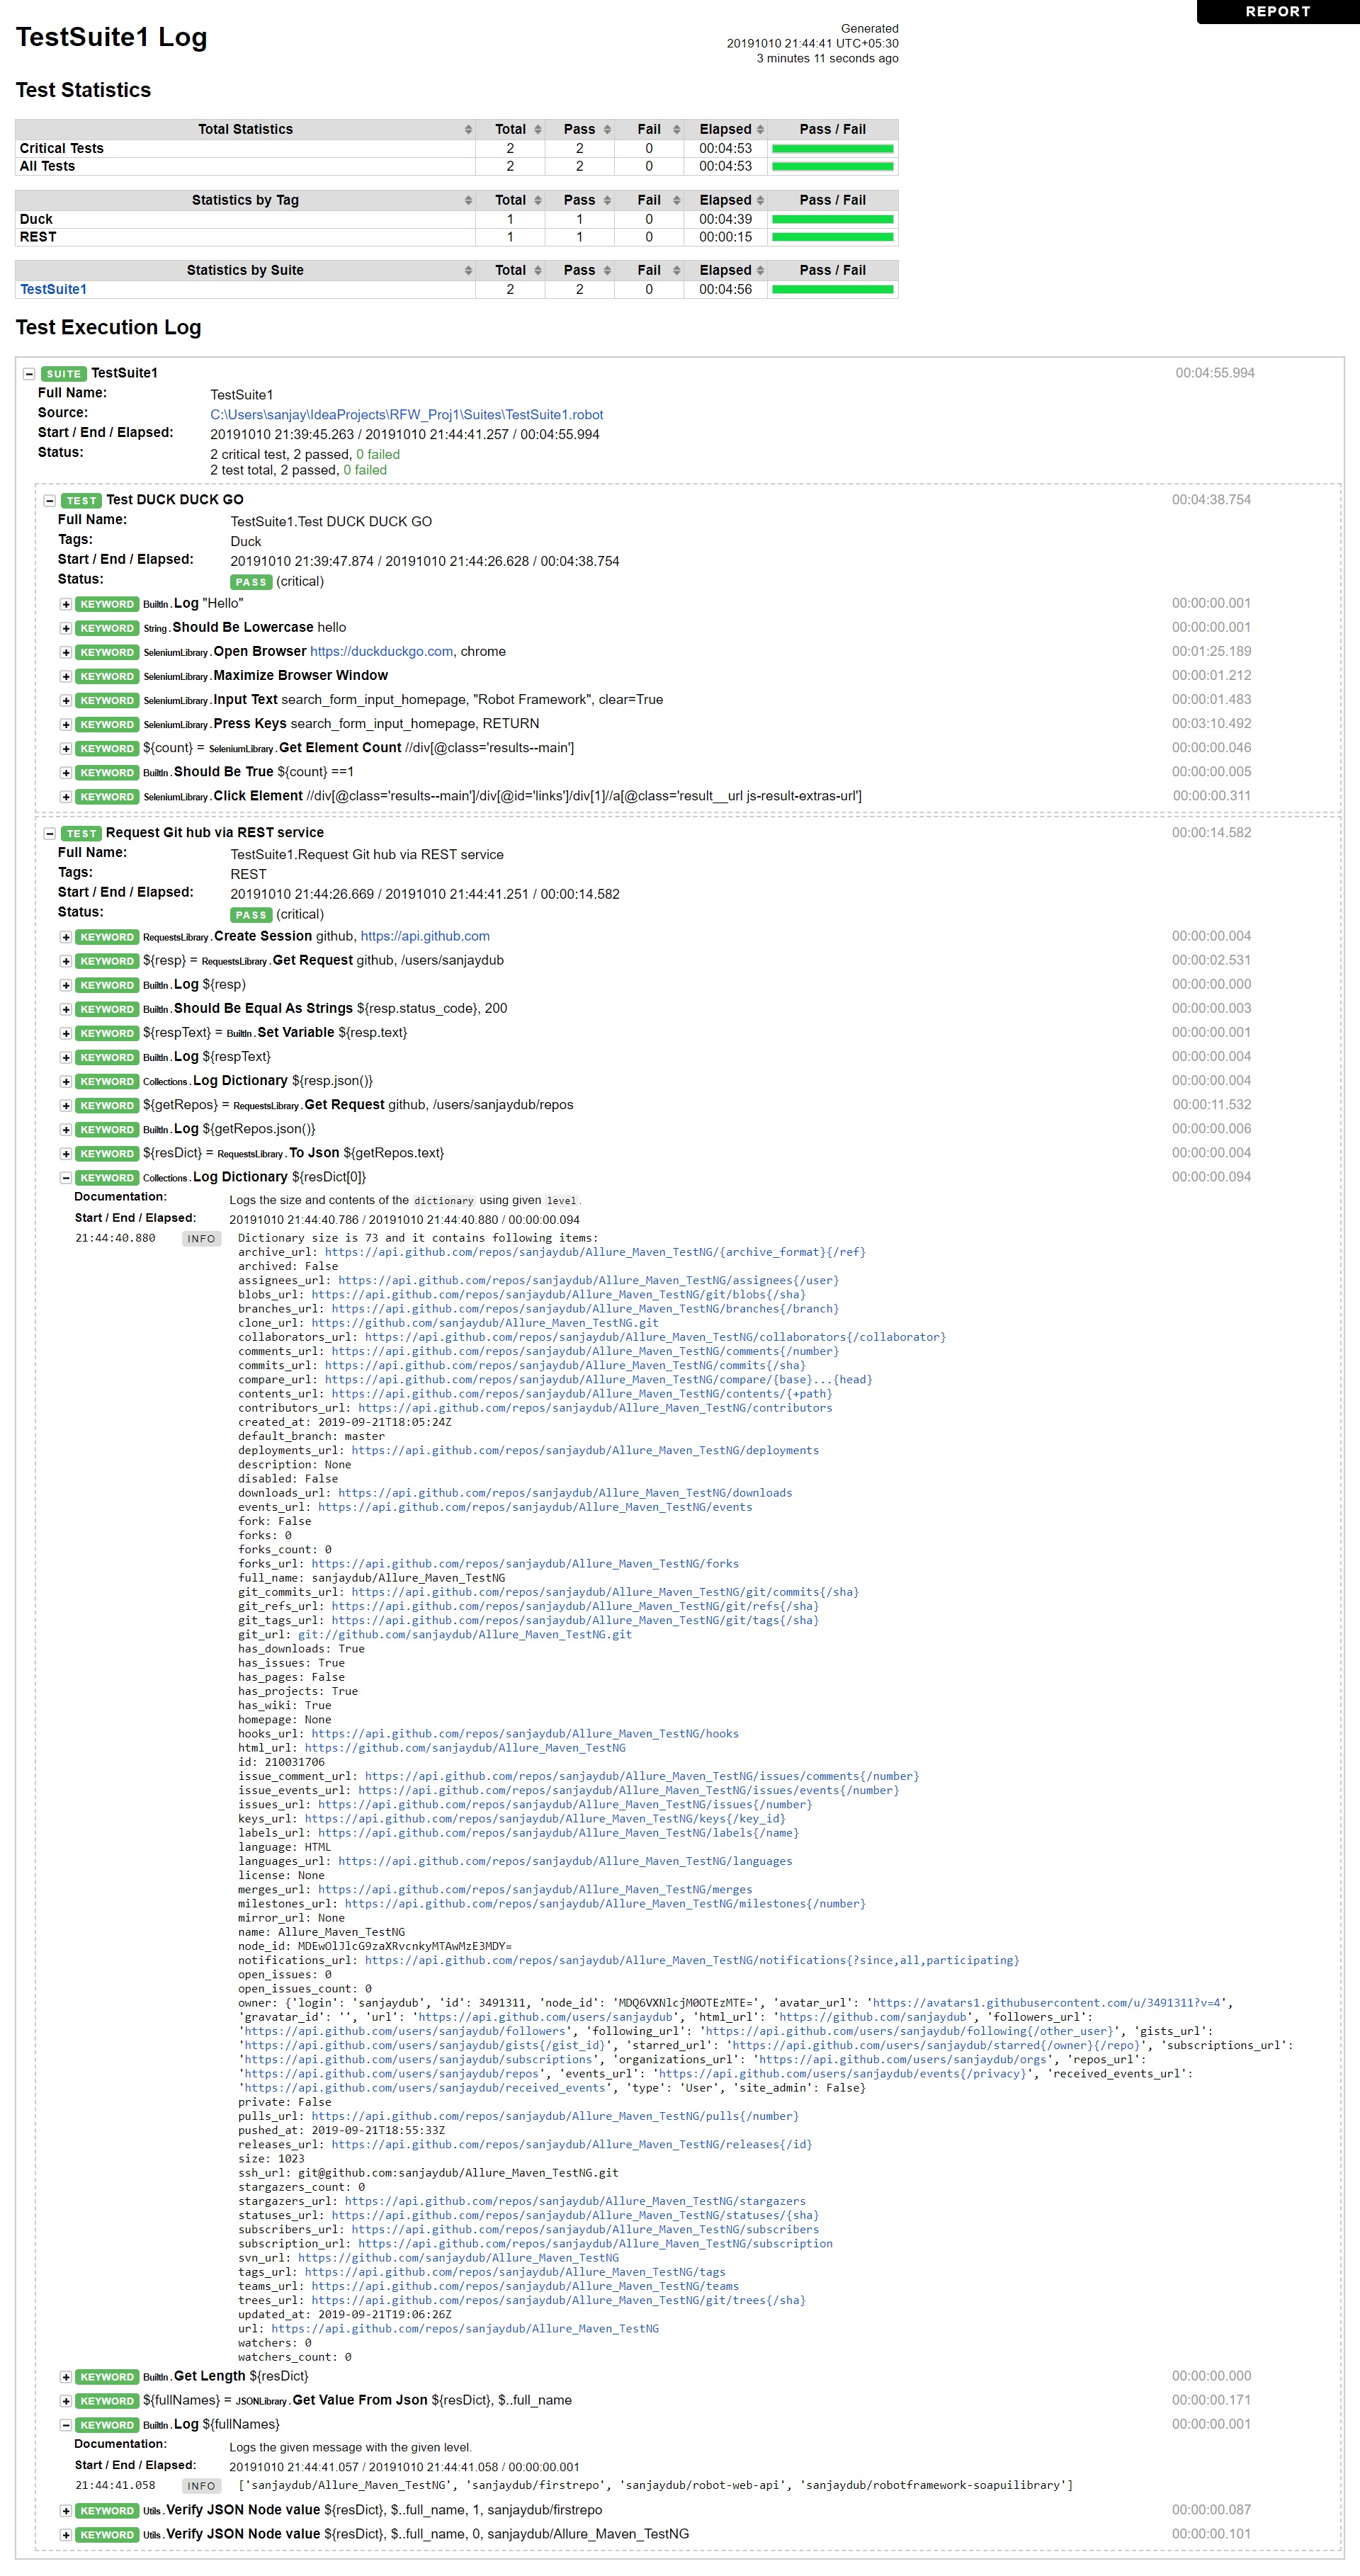 REPORT
TestSuite1 Log
Generated
20191010 21:44:41 UTC+05:30
3 minutes 11 seconds ago
Test Statistics
Total Statistics Total Pass Fail Elapsed Pass / Fail
Critical Tests 2 2 0 00:04:53
All Tests 2 2 0 00:04:53
Statistics by Tag Total Pass Fail Elapsed Pass / Fail
Duck 1 1 0 00:04:39
REST 1 1 0 00:00:15
Statistics by Suite Total Pass Fail Elapsed Pass / Fail
TestSuite1 2 2 0 00:04:56
Test Execution Log
SUITE TestSuite1 00:04:55.994
Full Name: TestSuite1
Source: C:\Users\sanjay\IdeaProjects\RFW_Proj1\Suites\TestSuite1.robot
Start / End / Elapsed: 20191010 21:39:45.263 / 20191010 21:44:41.257 / 00:04:55.994
Status: 2 critical test, 2 passed, 0 failed
2 test total, 2 passed, 0 failed
TEST Test DUCK DUCK GO 00:04:38.754
Full Name: TestSuite1.Test DUCK DUCK GO
Tags: Duck
Start / End / Elapsed: 20191010 21:39:47.874 / 20191010 21:44:26.628 / 00:04:38.754
Status: PASS (critical)
KEYWORD BuiltIn.Log "Hello" 00:00:00.001
KEYWORD String.Should Be Lowercase hello 00:00:00.001
KEYWORD SeleniumLibrary.Open Browser https://duckduckgo.com, chrome 00:01:25.189
KEYWORD SeleniumLibrary.Maximize Browser Window 00:00:01.212
KEYWORD SeleniumLibrary.Input Text search_form_input_homepage, "Robot Framework", clear=True 00:00:01.483
KEYWORD SeleniumLibrary.Press Keys search_form_input_homepage, RETURN 00:03:10.492
KEYWORD ${count} = SeleniumLibrary.Get Element Count //div[@class='results--main'] 00:00:00.046
KEYWORD BuiltIn.Should Be True ${count} ==1 00:00:00.005
KEYWORD SeleniumLibrary.Click Element //div[@class='results--main']/div[@id='links']/div[1]//a[@class='result__url js-result-extras-url'] 00:00:00.311
TEST Request Git hub via REST service 00:00:14.582
Full Name: TestSuite1.Request Git hub via REST service
Tags: REST
Start / End / Elapsed: 20191010 21:44:26.669 / 20191010 21:44:41.251 / 00:00:14.582
Status: PASS (critical)
KEYWORD RequestsLibrary.Create Session github, https://api.github.com 00:00:00.004
KEYWORD ${resp} = RequestsLibrary.Get Request github, /users/sanjaydub 00:00:02.531
KEYWORD BuiltIn.Log ${resp) 00:00:00.000
KEYWORD BuiltIn.Should Be Equal As Strings ${resp.status_code}, 200 00:00:00.003
KEYWORD ${respText} = BuiltIn.Set Variable ${resp.text} 00:00:00.001
KEYWORD BuiltIn.Log ${respText} 00:00:00.004
KEYWORD Collections.Log Dictionary ${resp.json()} 00:00:00.004
KEYWORD ${getRepos} = RequestsLibrary.Get Request github, /users/sanjaydub/repos 00:00:11.532
KEYWORD BuiltIn.Log ${getRepos.json()} 00:00:00.006
KEYWORD ${resDict} = RequestsLibrary.To Json ${getRepos.text} 00:00:00.004
KEYWORD Collections.Log Dictionary ${resDict[0]} 00:00:00.094
Documentation: Logs the size and contents of the dictionary using given level.
Start / End / Elapsed: 20191010 21:44:40.786 / 20191010 21:44:40.880 / 00:00:00.094
21:44:40.880 INFO Dictionary size is 73 and it contains following items:
archive_url: https://api.github.com/repos/sanjaydub/Allure_Maven_TestNG/{archive_format}{/ref}
archived: False
assignees_url: https://api.github.com/repos/sanjaydub/Allure_Maven_TestNG/assignees{/user}
blobs_url: https://api.github.com/repos/sanjaydub/Allure_Maven_TestNG/git/blobs{/sha}
branches_url: https://api.github.com/repos/sanjaydub/Allure_Maven_TestNG/branches{/branch}
clone_url: https://github.com/sanjaydub/Allure_Maven_TestNG.git
collaborators_url: https://api.github.com/repos/sanjaydub/Allure_Maven_TestNG/collaborators{/collaborator}
comments_url: https://api.github.com/repos/sanjaydub/Allure_Maven_TestNG/comments{/number}
commits_url: https://api.github.com/repos/sanjaydub/Allure_Maven_TestNG/commits{/sha}
compare_url: https://api.github.com/repos/sanjaydub/Allure_Maven_TestNG/compare/{base}...{head}
contents_url: https://api.github.com/repos/sanjaydub/Allure_Maven_TestNG/contents/{+path}
contributors_url: https://api.github.com/repos/sanjaydub/Allure_Maven_TestNG/contributors
created_at: 2019-09-21T18:05:24Z
default_branch: master
deployments_url: https://api.github.com/repos/sanjaydub/Allure_Maven_TestNG/deployments
description: None
disabled: False
downloads_url: https://api.github.com/repos/sanjaydub/Allure_Maven_TestNG/downloads
events_url: https://api.github.com/repos/sanjaydub/Allure_Maven_TestNG/events
fork: False
forks: 0
forks_count: 0
forks_url: https://api.github.com/repos/sanjaydub/Allure_Maven_TestNG/forks
full_name: sanjaydub/Allure_Maven_TestNG
git_commits_url: https://api.github.com/repos/sanjaydub/Allure_Maven_TestNG/git/commits{/sha}
git_refs_url: https://api.github.com/repos/sanjaydub/Allure_Maven_TestNG/git/refs{/sha}
git_tags_url: https://api.github.com/repos/sanjaydub/Allure_Maven_TestNG/git/tags{/sha}
git_url: git://github.com/sanjaydub/Allure_Maven_TestNG.git
has_downloads: True
has_issues: True
has_pages: False
has_projects: True
has_wiki: True
homepage: None
hooks_url: https://api.github.com/repos/sanjaydub/Allure_Maven_TestNG/hooks
html_url: https://github.com/sanjaydub/Allure_Maven_TestNG
id: 210031706
issue_comment_url: https://api.github.com/repos/sanjaydub/Allure_Maven_TestNG/issues/comments{/number}
issue_events_url: https://api.github.com/repos/sanjaydub/Allure_Maven_TestNG/issues/events{/number}
issues_url: https://api.github.com/repos/sanjaydub/Allure_Maven_TestNG/issues{/number}
keys_url: https://api.github.com/repos/sanjaydub/Allure_Maven_TestNG/keys{/key_id}
labels_url: https://api.github.com/repos/sanjaydub/Allure_Maven_TestNG/labels{/name}
language: HTML
languages_url: https://api.github.com/repos/sanjaydub/Allure_Maven_TestNG/languages
license: None
merges_url: https://api.github.com/repos/sanjaydub/Allure_Maven_TestNG/merges
milestones_url: https://api.github.com/repos/sanjaydub/Allure_Maven_TestNG/milestones{/number}
mirror_url: None
name: Allure_Maven_TestNG
node_id: MDEwOlJlcG9zaXRvcnkyMTAwMzE3MDY=
notifications_url: https://api.github.com/repos/sanjaydub/Allure_Maven_TestNG/notifications{?since,all,participating}
open_issues: 0
open_issues_count: 0
owner: {'login': 'sanjaydub', 'id': 3491311, 'node_id': 'MDQ6VXNlcjM0OTEzMTE=', 'avatar_url': 'https://avatars1.githubusercontent.com/u/3491311?v=4',
'gravatar_id': '', 'url': 'https://api.github.com/users/sanjaydub', 'html_url': 'https://github.com/sanjaydub', 'followers_url':
'https://api.github.com/users/sanjaydub/followers', 'following_url': 'https://api.github.com/users/sanjaydub/following{/other_user}', 'gists_url':
'https://api.github.com/users/sanjaydub/gists{/gist_id}', 'starred_url': 'https://api.github.com/users/sanjaydub/starred{/owner}{/repo}', 'subscriptions_url':
'https://api.github.com/users/sanjaydub/subscriptions', 'organizations_url': 'https://api.github.com/users/sanjaydub/orgs', 'repos_url':
'https://api.github.com/users/sanjaydub/repos', 'events_url': 'https://api.github.com/users/sanjaydub/events{/privacy}', 'received_events_url':
'https://api.github.com/users/sanjaydub/received_events', 'type': 'User', 'site_admin': False}
private: False
pulls_url: https://api.github.com/repos/sanjaydub/Allure_Maven_TestNG/pulls{/number}
pushed_at: 2019-09-21T18:55:33Z
releases_url: https://api.github.com/repos/sanjaydub/Allure_Maven_TestNG/releases{/id}
size: 1023
ssh_url: git@github.com:sanjaydub/Allure_Maven_TestNG.git
stargazers_count: 0
stargazers_url: https://api.github.com/repos/sanjaydub/Allure_Maven_TestNG/stargazers
statuses_url: https://api.github.com/repos/sanjaydub/Allure_Maven_TestNG/statuses/{sha}
subscribers_url: https://api.github.com/repos/sanjaydub/Allure_Maven_TestNG/subscribers
subscription_url: https://api.github.com/repos/sanjaydub/Allure_Maven_TestNG/subscription
svn_url: https://github.com/sanjaydub/Allure_Maven_TestNG
tags_url: https://api.github.com/repos/sanjaydub/Allure_Maven_TestNG/tags
teams_url: https://api.github.com/repos/sanjaydub/Allure_Maven_TestNG/teams
trees_url: https://api.github.com/repos/sanjaydub/Allure_Maven_TestNG/git/trees{/sha}
updated_at: 2019-09-21T19:06:26Z
url: https://api.github.com/repos/sanjaydub/Allure_Maven_TestNG
watchers: 0
watchers_count: 0
KEYWORD BuiltIn.Get Length ${resDict} 00:00:00.000
KEYWORD ${fullNames} = JSONLibrary.Get Value From Json ${resDict}, $..full_name 00:00:00.171
KEYWORD BuiltIn.Log ${fullNames} 00:00:00.001
Documentation: Logs the given message with the given level.
Start / End / Elapsed: 20191010 21:44:41.057 / 20191010 21:44:41.058 / 00:00:00.001
21:44:41.058 INFO ['sanjaydub/Allure_Maven_TestNG', 'sanjaydub/firstrepo', 'sanjaydub/robot-web-api', 'sanjaydub/robotframework-soapuilibrary']
KEYWORD Utils.Verify JSON Node value ${resDict}, $..full_name, 1, sanjaydub/firstrepo 00:00:00.087
KEYWORD Utils.Verify JSON Node value ${resDict}, $..full_name, 0, sanjaydub/Allure_Maven_TestNG 00:00:00.101